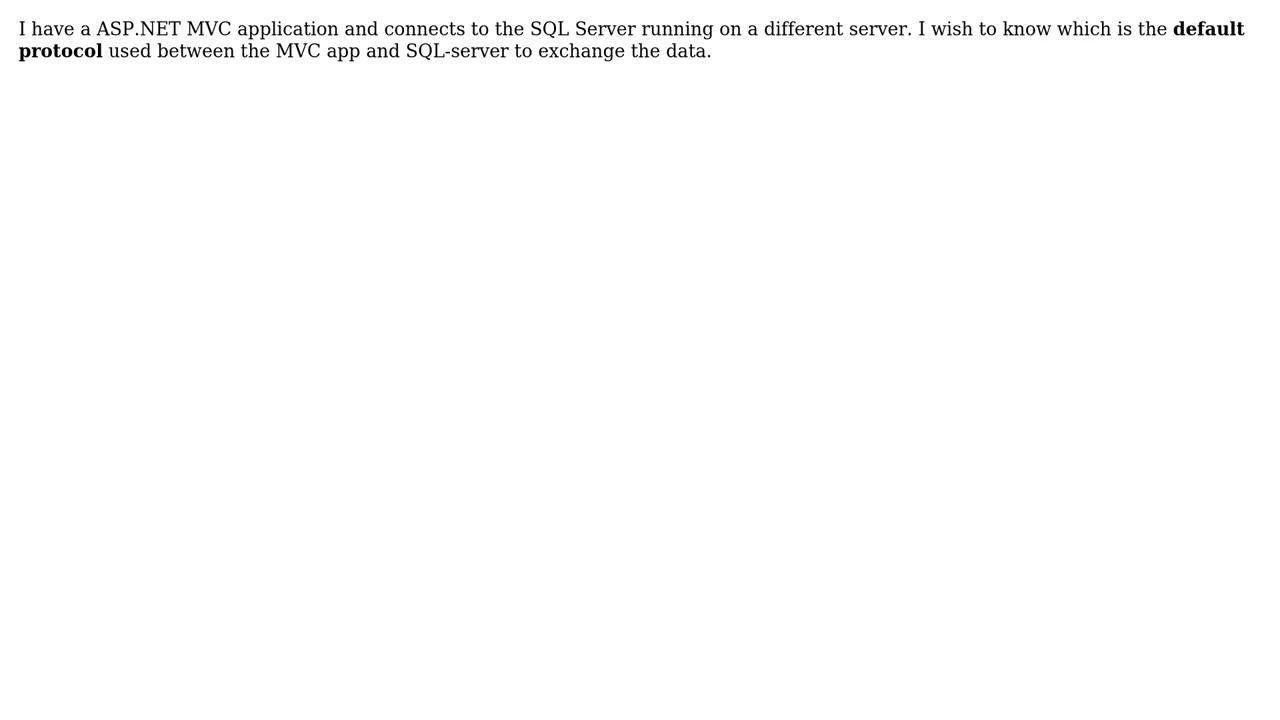 I have a ASP.NET MVC application and connects to the SQL Server running on a different server. I wish to know which is the default
protocol used between the MVC app and SQL-server to exchange the data.